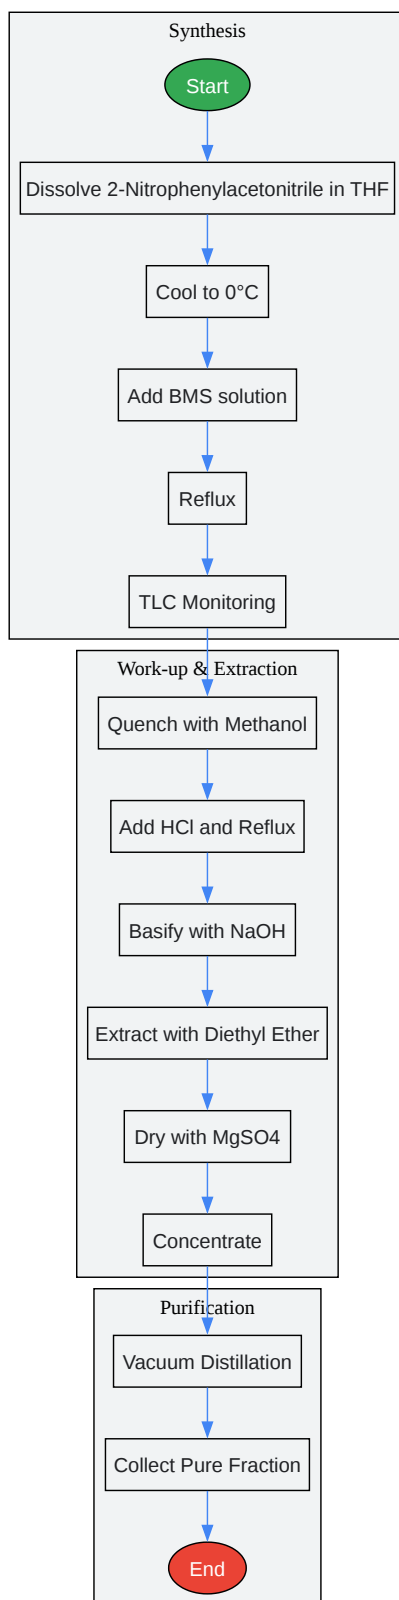 Synthesis
Start
Dissolve 2-Nitrophenylacetonitrile in THF
Cool to 0°C
Add BMS solution
Reflux
TLC Monitoring
Work-up & Extraction
Quench with Methanol
Add HCl and Reflux
Basify with NaOH
Extract with Diethyl Ether
Dry with MgSO4
Concentrate
Purification
Vacuum Distillation
Collect Pure Fraction
End